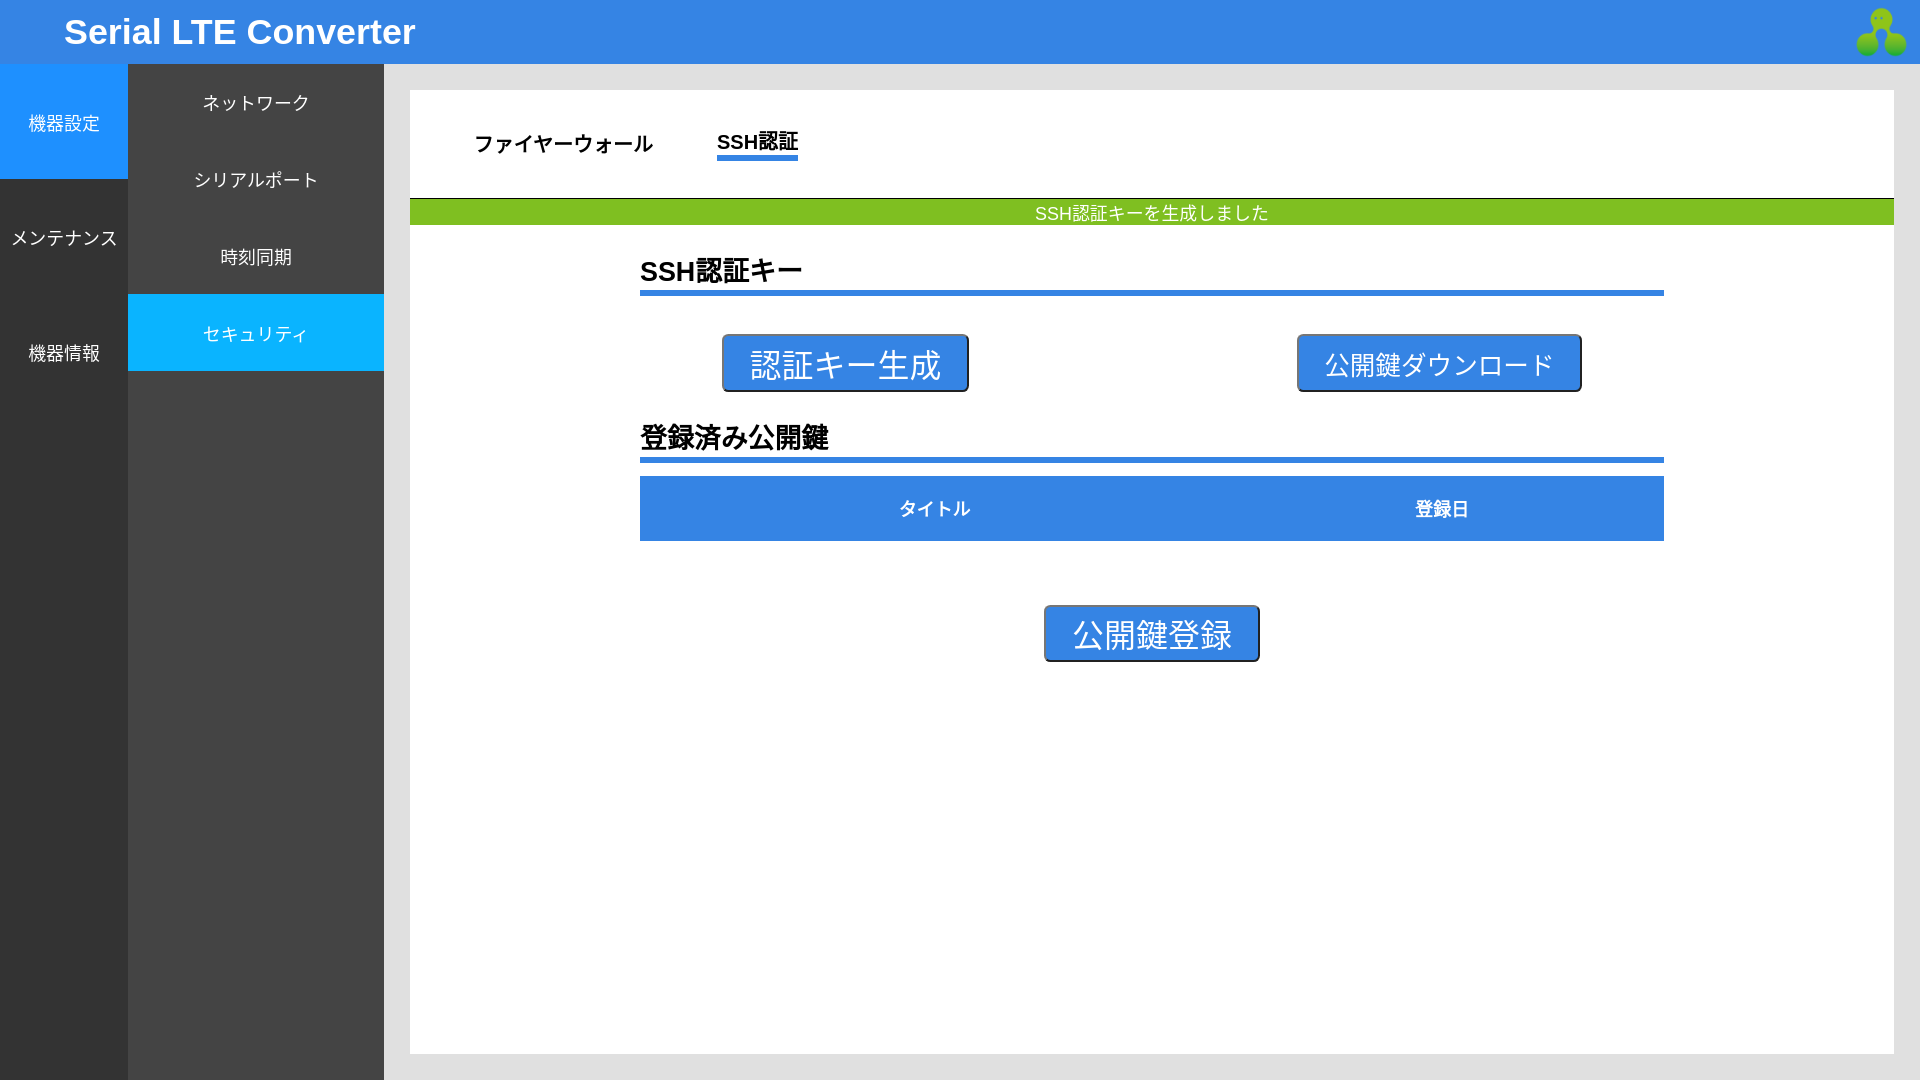 Serial LTE Converter
機器設定
メンテナンス
機器情報
ネットワーク
シリアルポート
時刻同期
セキュリティ
ファイヤーウォール
SSH認証
SSH認証キーを生成しました
SSH認証キー
認証キー生成
公開鍵ダウンロード
登録済み公開鍵
タイトル 登録日
公開鍵登録